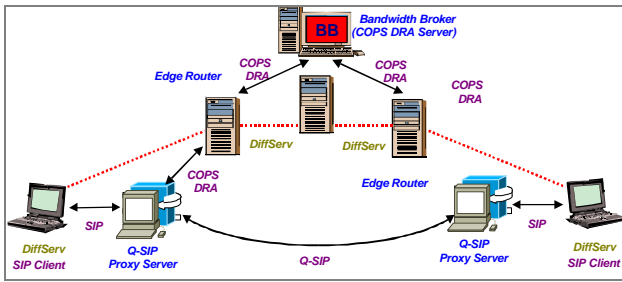 BB
Bandwidth Broker
(COPS DRA Server)
COPS
DRA
COPS
DRA
COPS
DRA
Edge Router
DiffServ
DiffServ
COPS
DRA
Edge Router
SIP
SIP
DiffServ
SIP Client
Q-SIP
Proxy Server
Q-SIP
Q-SIP
Proxy Server
DiffServ
SIP Client